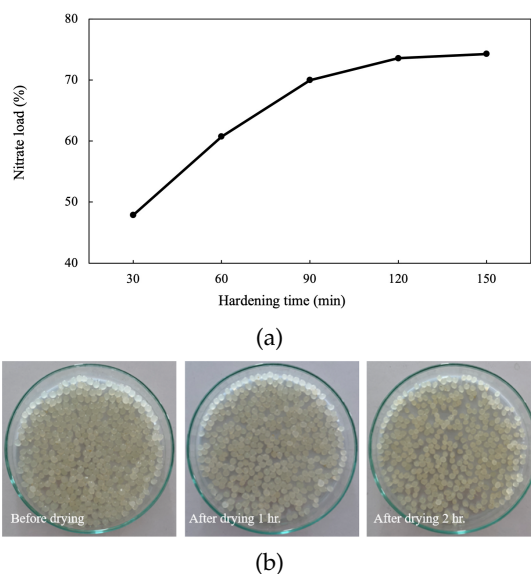 80
70
60
50
40
Nitrate load (%)
30 60 90 120 150
Hardening time (min)
(a)
Before drying After drying 1 hr. After drying 2 hr.
(b)